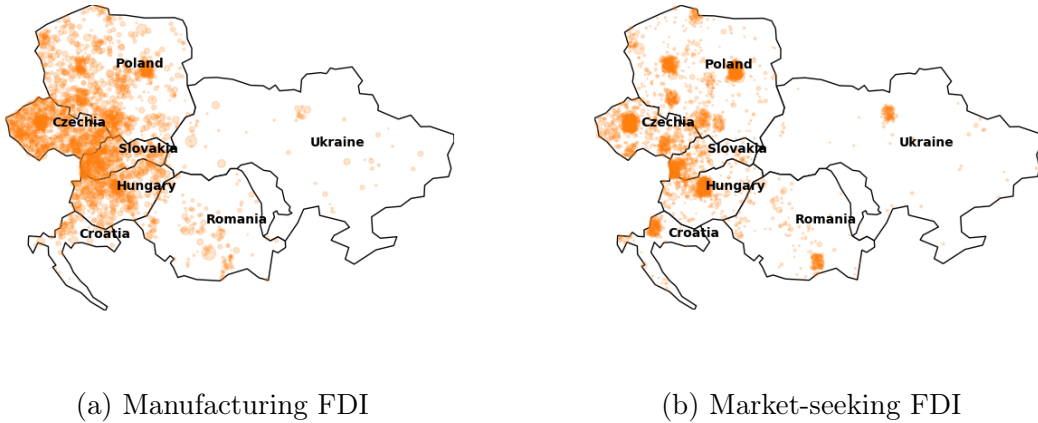 Poland
Czechia
Slovakia
Ukraine
Hungary
Romania
Croatia
Poland
Czechia
Slovakia
Ukraine
Hungary
Romania
Croatia
(a) Manufacturing FDI
(b) Market-seeking FDI